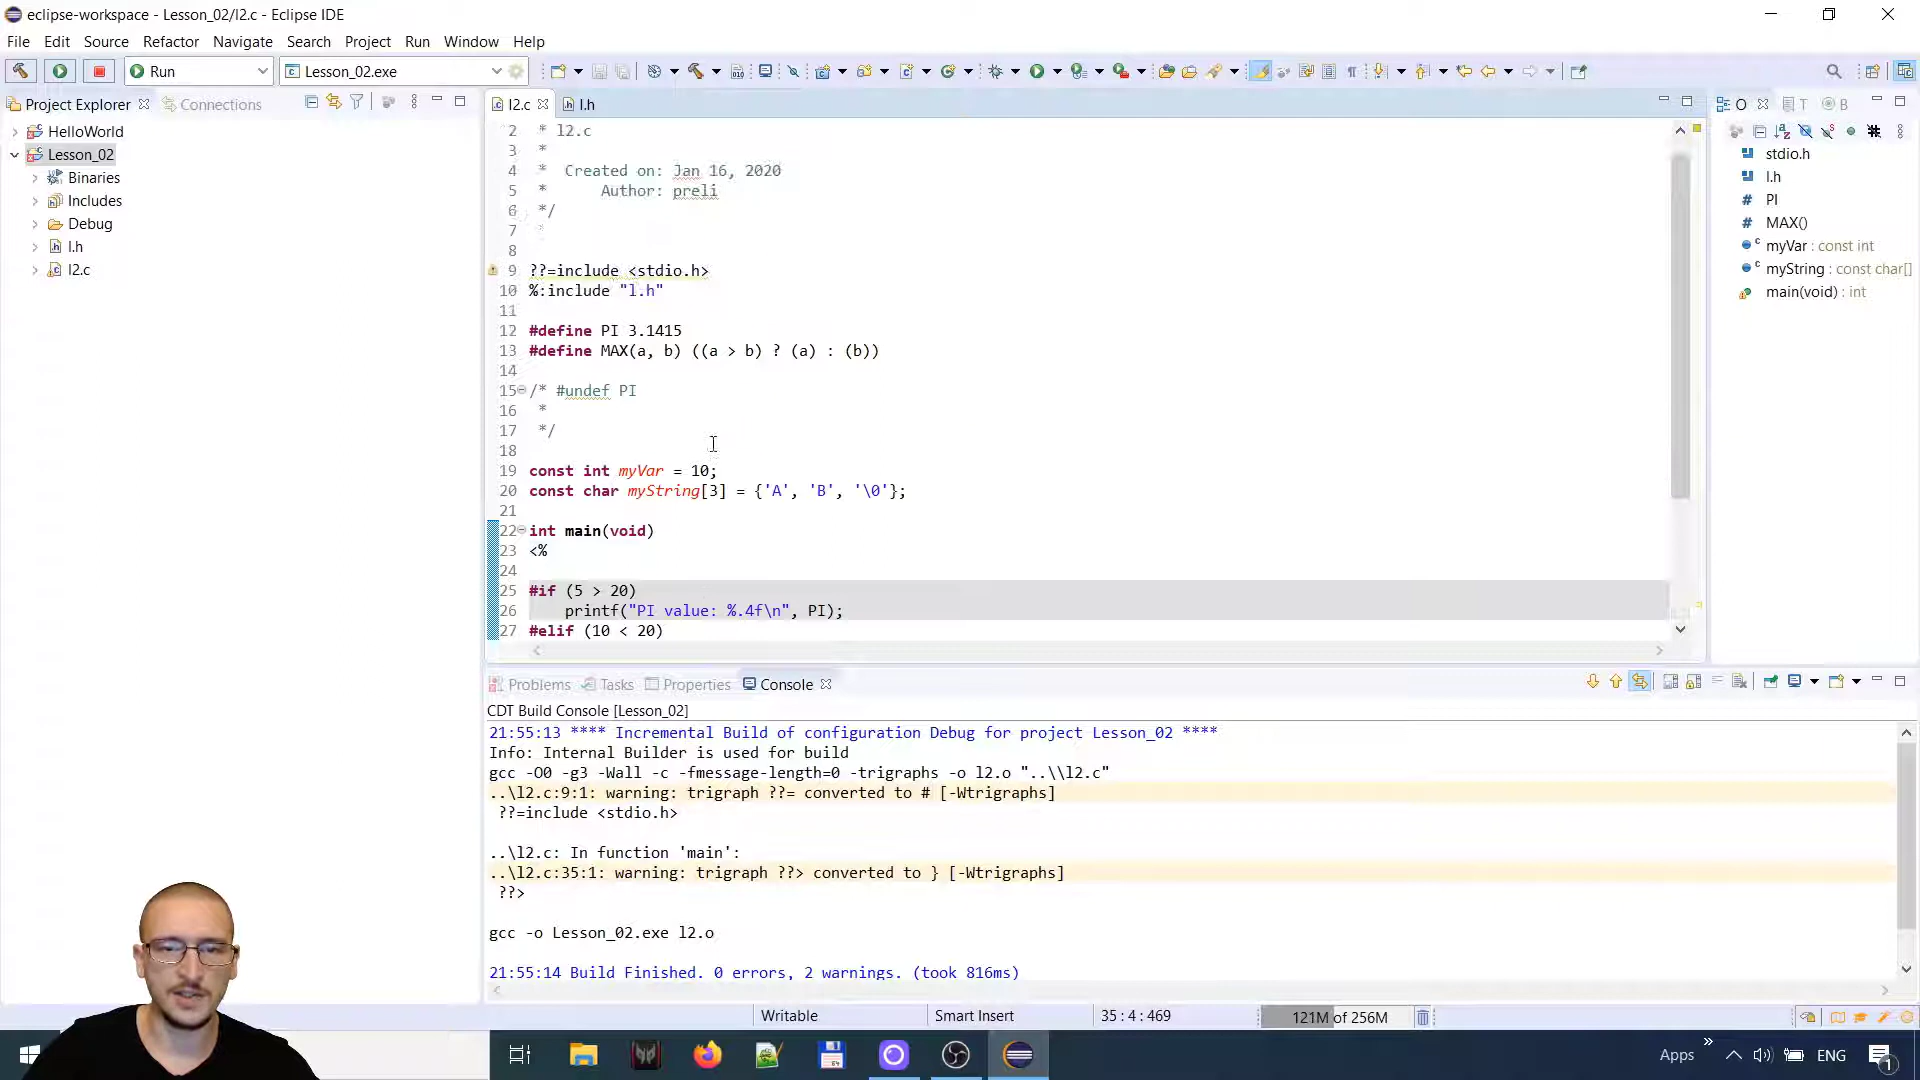 eclipse-workspace - Lesson_02/l2.c - Eclipse IDE
File Edit Source Refactor Navigate Search Project Run Window Help
Run
Lesson_02.exe
Project Explorer
Connections
HelloWorld
Lesson_02
Binaries
Includes
Debug
l.h
l2.c
l2.c
l.h
2 * l2.c
3 *
4 * Created on: Jan 16, 2020
5 * Author: preli
6 */
7
8
9 ??=include <stdio.h>
10 %:include "l.h"
11
12 #define PI 3.1415
13 #define MAX(a, b) ((a > b) ? (a) : (b))
14
15 /* #undef PI
16 *
17 */
18
19 const int myVar = 10;
20 const char myString[3] = {'A', 'B', '\0'};
21
22 int main(void)
23 <%
24
25 #if (5 > 20)
26 printf("PI value: %.4f\n", PI);
27 #elif (10 < 20)
O
T
B
stdio.h
l.h
PI
MAX()
myVar : const int
myString : const char[]
main(void) : int
Problems
Tasks
Properties
Console
CDT Build Console [Lesson_02]
21:55:13 **** Incremental Build of configuration Debug for project Lesson_02 ****
Info: Internal Builder is used for build
gcc -O0 -g3 -Wall -c -fmessage-length=0 -trigraphs -o l2.o "..\\l2.c"
..\l2.c:9:1: warning: trigraph ??= converted to # [-Wtrigraphs]
??=include <stdio.h>
..\l2.c: In function 'main':
..\l2.c:35:1: warning: trigraph ??> converted to } [-Wtrigraphs]
??>
gcc -o Lesson_02.exe l2.o
21:55:14 Build Finished. 0 errors, 2 warnings. (took 816ms)
Writable
Smart Insert
35 : 4 : 469
121M of 256M
Apps
ENG
1